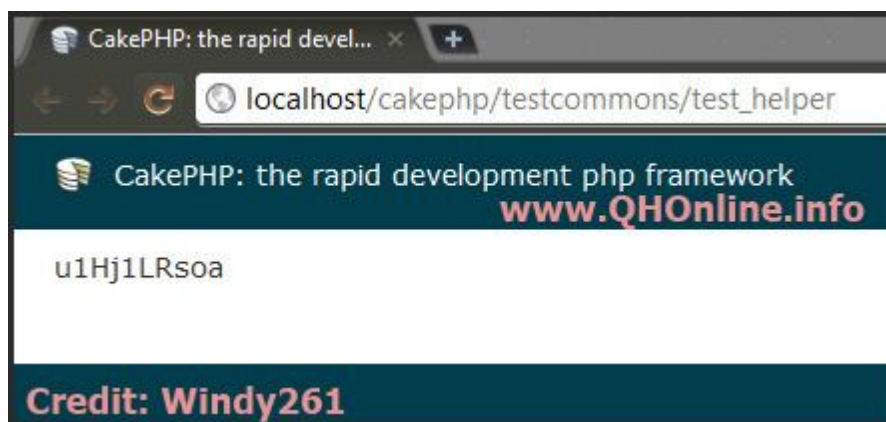 CakePHP: the rapid devel...
localhost/cakephp/testcommons/test_helper
CakePHP: the rapid development php framework
www.QHOnline.info
u1Hj1LRsoa
Credit: Windy261